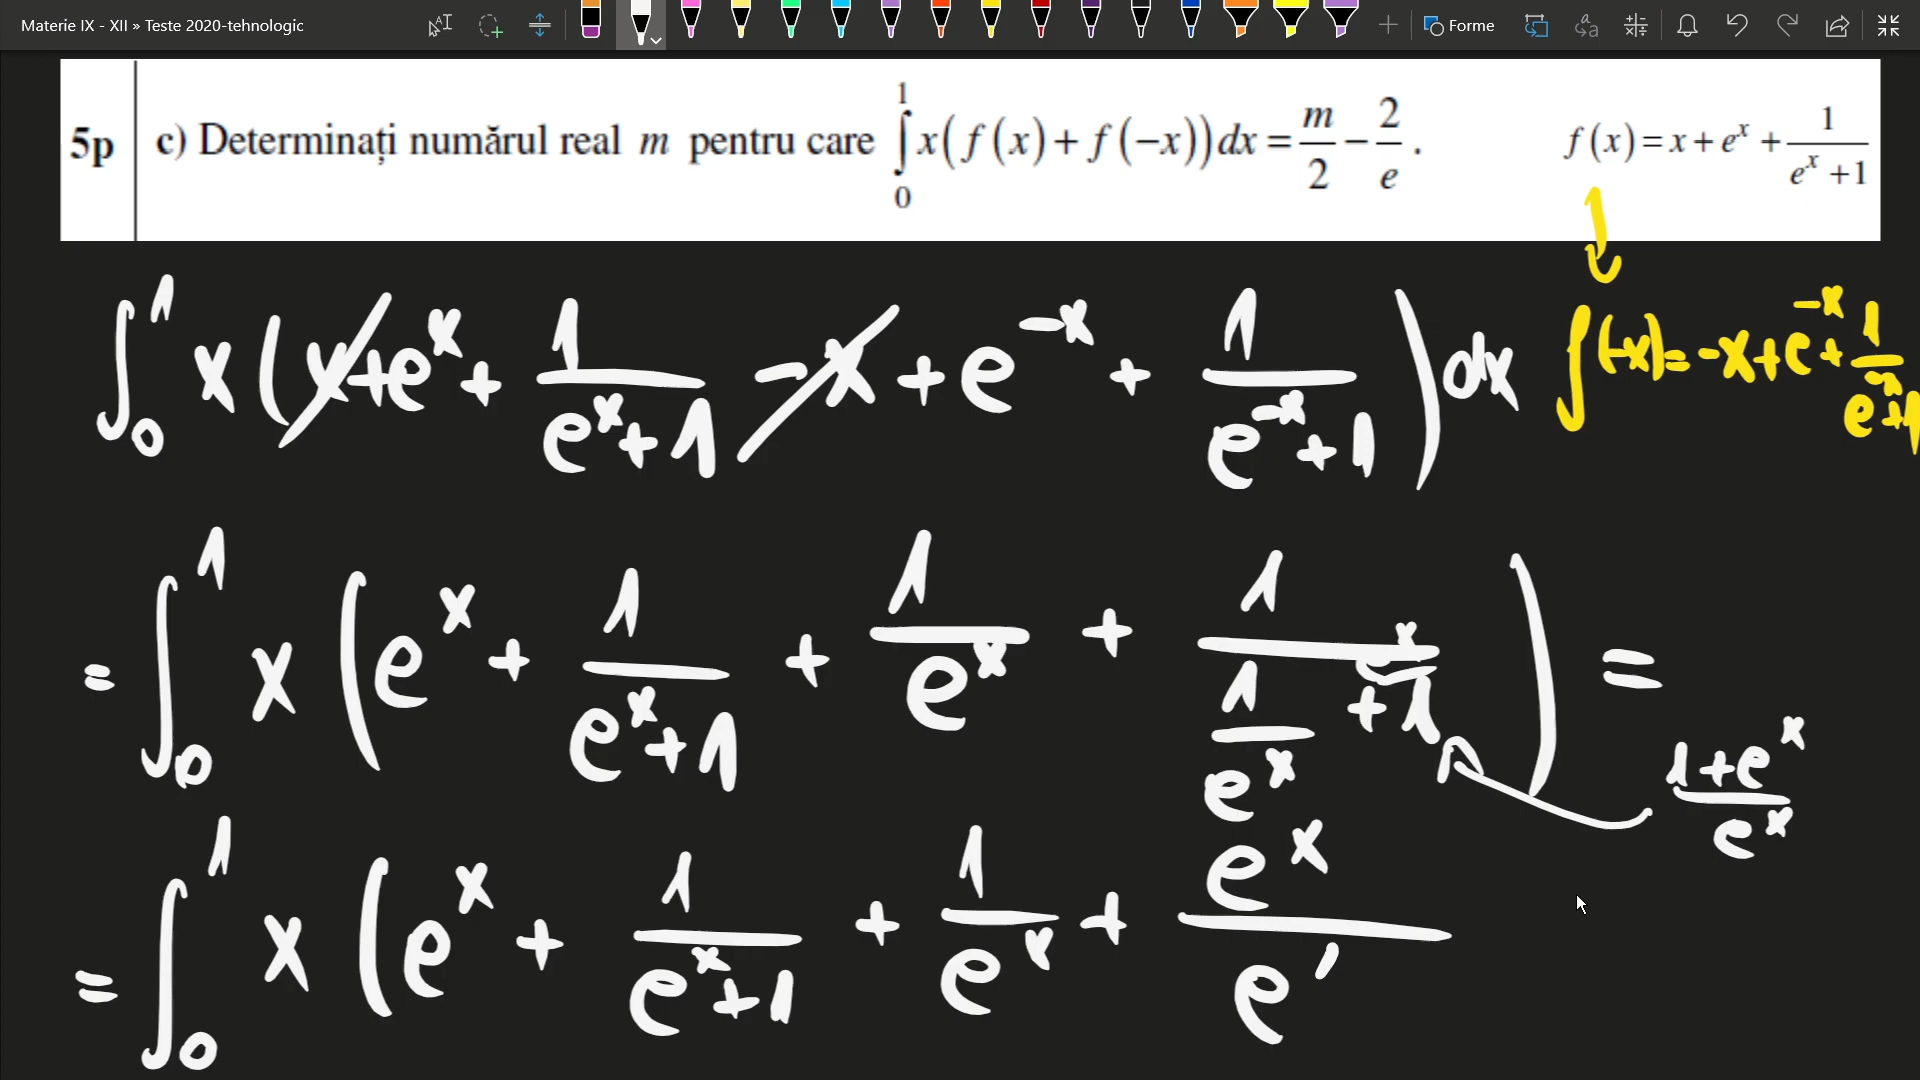 Materie IX - XII » Teste 2020-tehnologic
Forme
5p c) Determinați numărul real m pentru care ∫₀¹ x(f(x)+f(−x))dx = m/2 − 2/e . f(x)=x+eˣ+1/(eˣ+1)
∫₀¹ x(x+eˣ+1/(eˣ+1) −x+e⁻ˣ+1/(e⁻ˣ+1))dx f(-x)=-x+e⁻ˣ+1/(e⁻ˣ+1)
=∫₀¹ x(eˣ+1/(eˣ+1)+1/eˣ+1/(1/eˣ+1))=
(1+eˣ)/eˣ
=∫₀¹ x(eˣ+1/(eˣ+1)+1/eˣ+eˣ/e